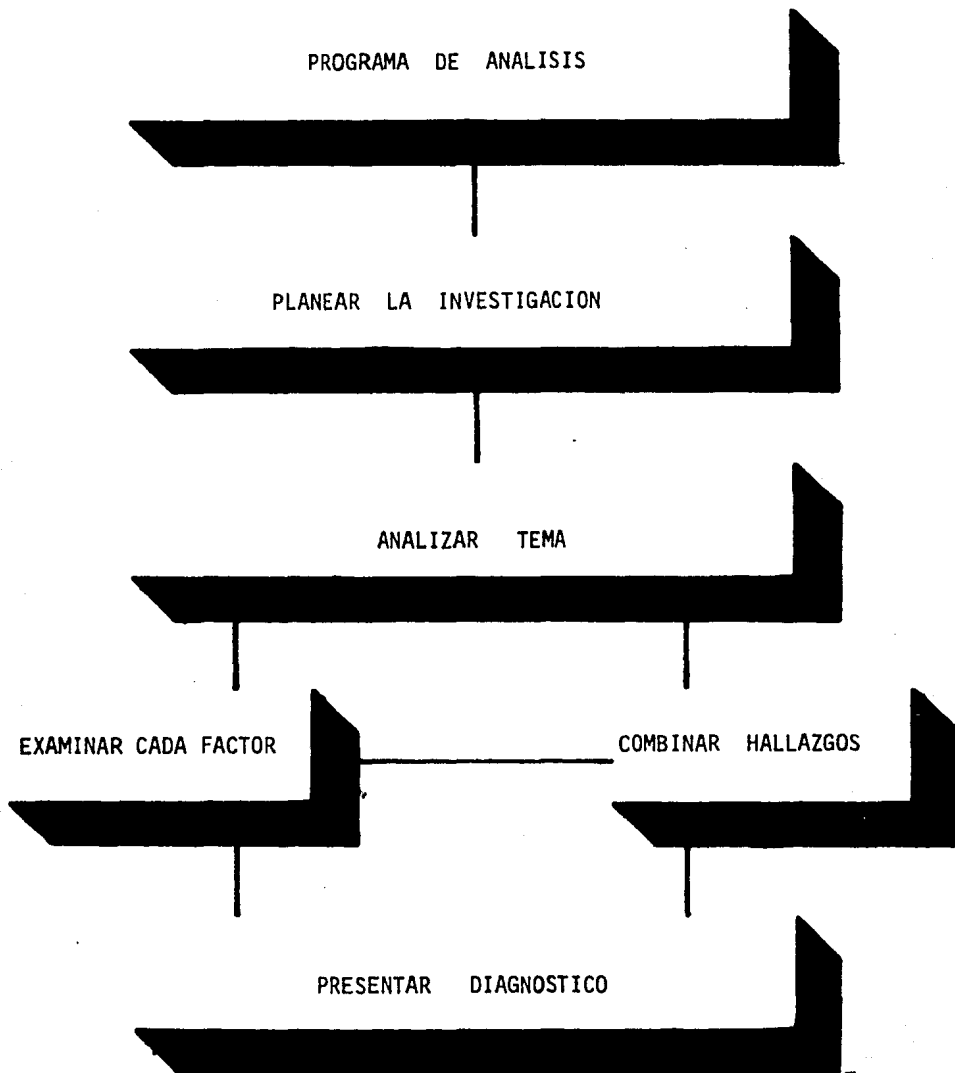 PROGRAMA DE ANALISIS
PLANEAR LA INVESTIGACION
ANALIZAR TEMA
EXAMINAR CADA FACTOR
COMBINAR HALLAZGOS
PRESENTAR DIAGNOSTICO